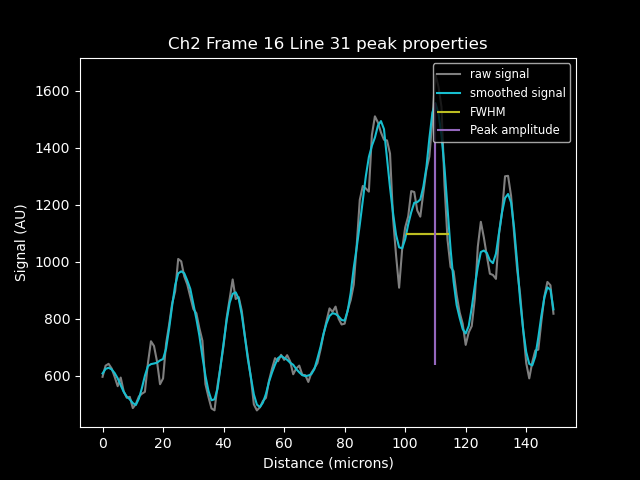 Ch2 Frame 16 Line 31 peak properties
raw signal
smoothed signal
FWHM
Peak amplitude
Signal (AU)
1600
1400
1200
1000
800
600
0 20 40 60 80 100 120 140
Distance (microns)